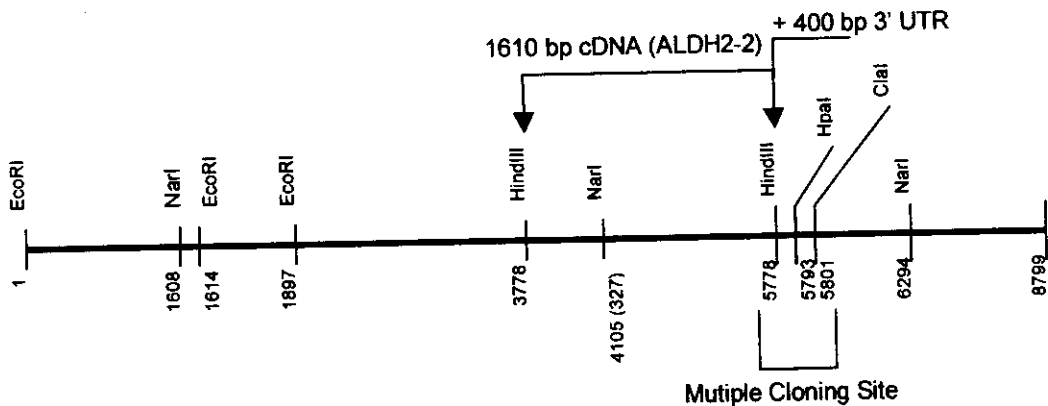 + 400 bp 3' UTR
1610 bp cDNA (ALDH2-2)
EcoRI
NarI
EcoRI
EcoRI
HindIII
NarI
HindIII
HpaI
ClaI
NarI
1
1608
1614
1897
3778
4105 (327)
5778
5793
5801
6294
8799
Mutiple Cloning Site